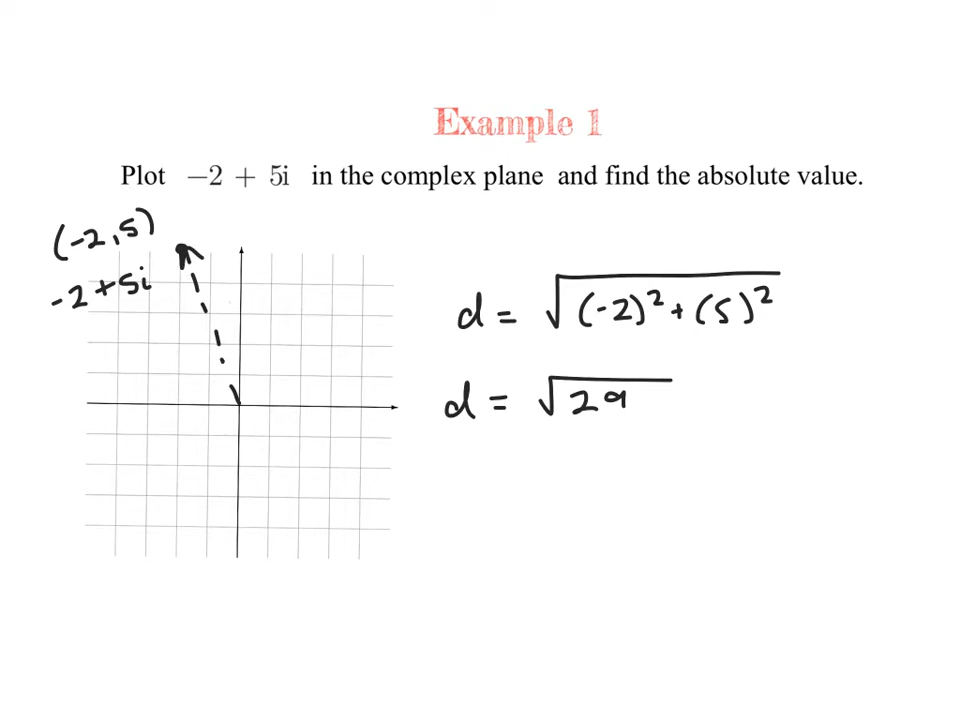 Example 1
Plot −2 + 5i in the complex plane and find the absolute value.
(-2,5)
-2+5i
d = √(-2)²+(5)²
d = √29